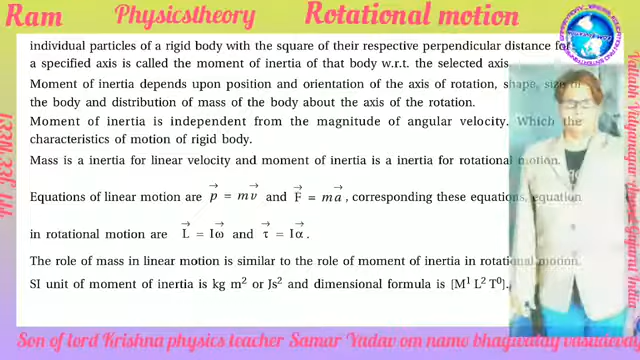 Ram Physicstheory Rotational motion
individual particles of a rigid body with the square of their respective perpendicular distance
a specified axis is called the moment of inertia of that body w.r.t. the selected axis.
Moment of inertia depends upon position and orientation of the axis of rotation, shape, size of
the body and distribution of mass of the body about the axis of the rotation.
Moment of inertia is independent from the magnitude of angular velocity. Which the
characteristics of motion of rigid body.
Mass is a inertia for linear velocity and moment of inertia is a inertia for rotational motion.
Equations of linear motion are p⃗ = mv⃗ and F⃗ = ma⃗, corresponding these equations, equation
in rotational motion are L⃗ = Iω⃗ and τ⃗ = Iα⃗.
The role of mass in linear motion is similar to the role of moment of inertia in rotational motion.
SI unit of moment of inertia is kg m² or Js² and dimensional formula is [M¹ L² T⁰].
Son of lord Krishna physics teacher Samar Yadav om namo bhagwatay vasudevay
Vallabh Vidyanagar Anand Gujarat India